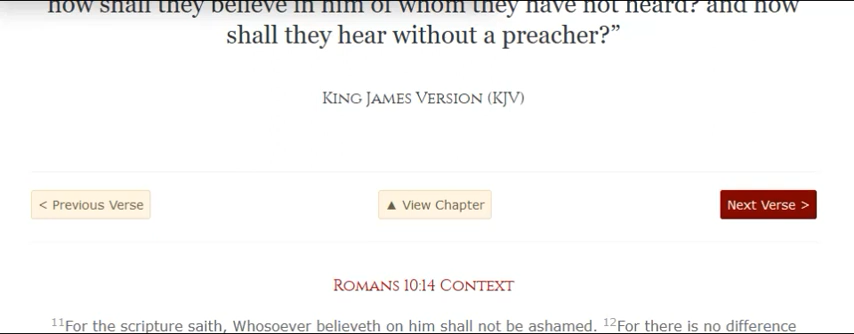 how shall they believe in him of whom they have not heard? and how
shall they hear without a preacher?”
King James Version (KJV)
< Previous Verse
▲ View Chapter
Next Verse >
Romans 10:14 Context
11For the scripture saith, Whosoever believeth on him shall not be ashamed. 12For there is no difference